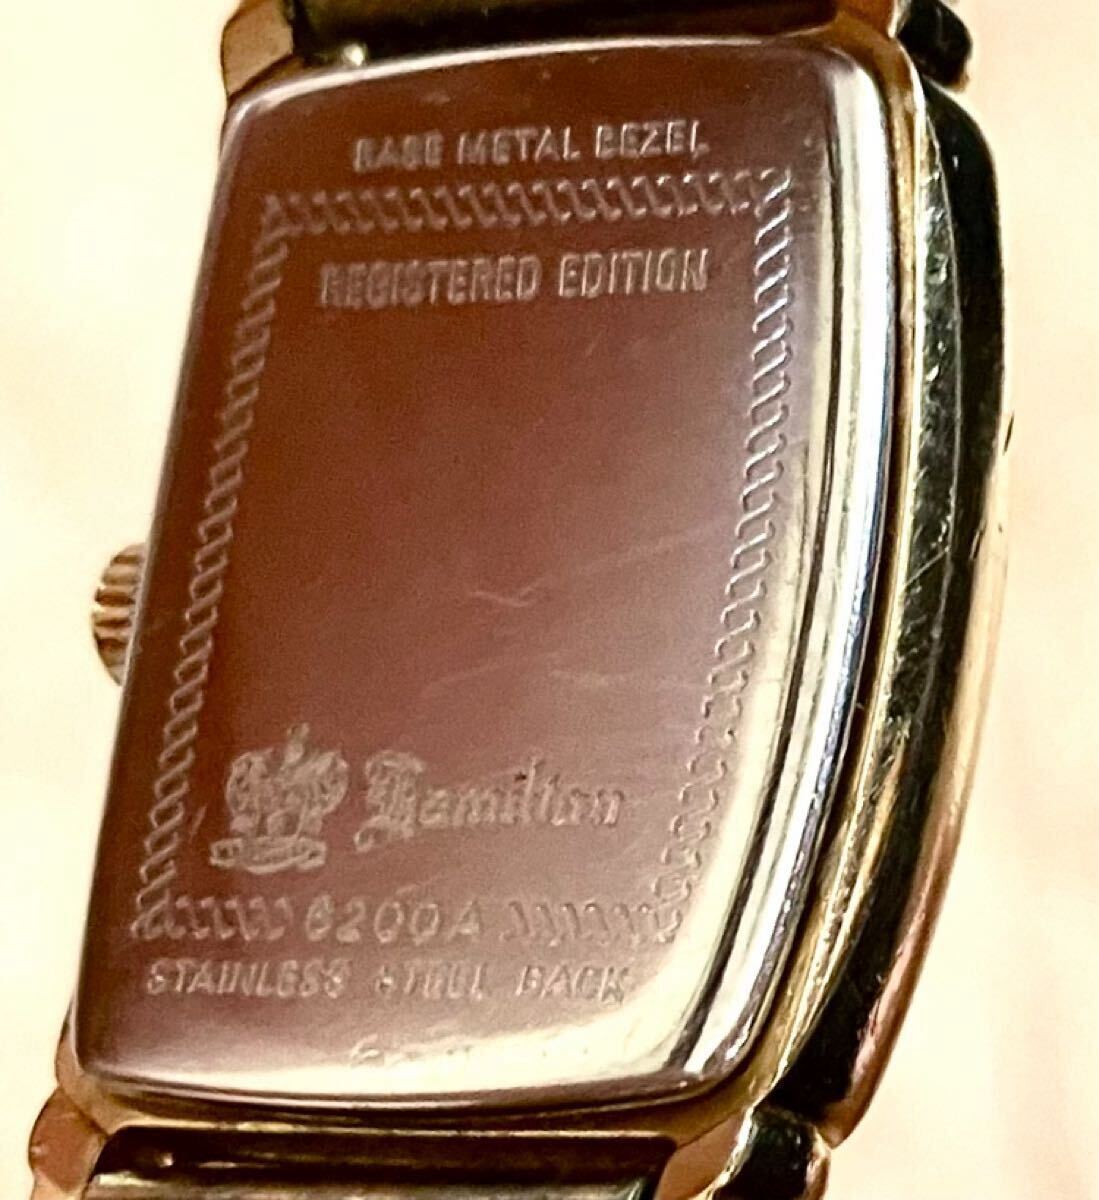 BASE METAL BEZEL
REGISTERED EDITION
Hamilton
6200A
STAINLESS STEEL BACK